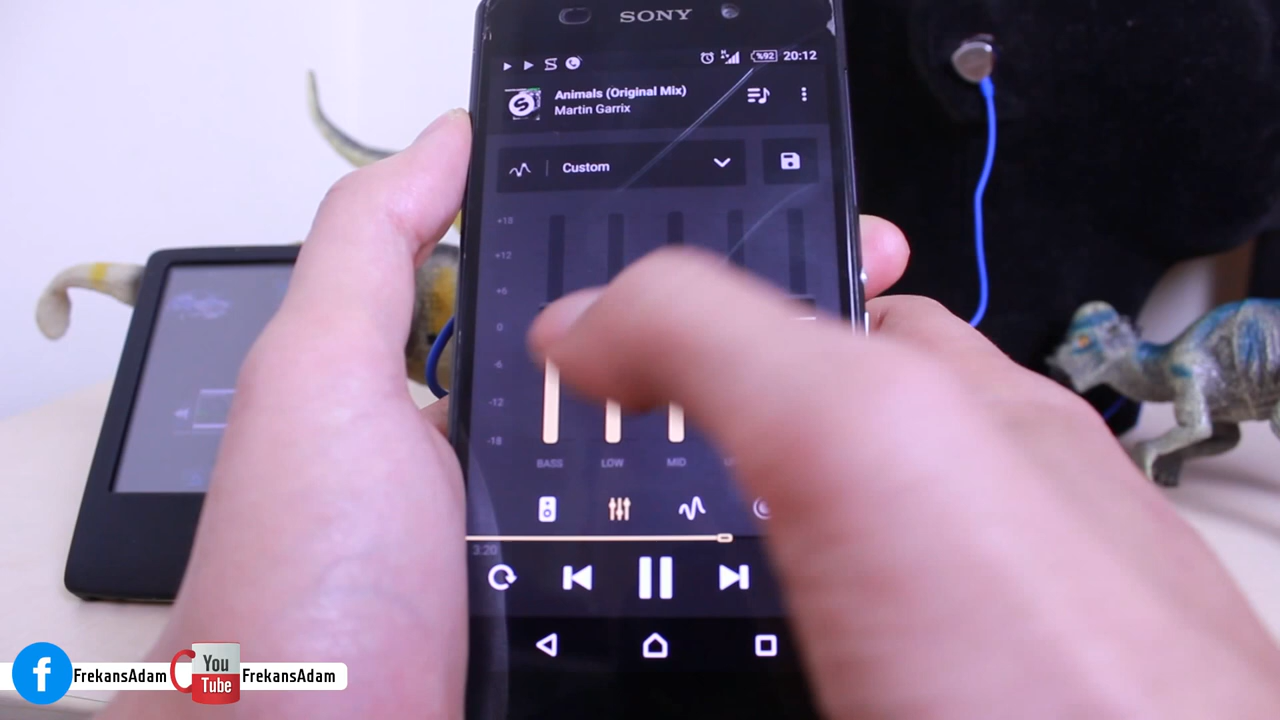 SONY
%92 20:12
Animals (Original Mix)
Martin Garrix
Custom
+18
+12
+6
0
-6
-12
-18
BASS LOW MID
3:20
FrekansAdam
You
Tube
FrekansAdam